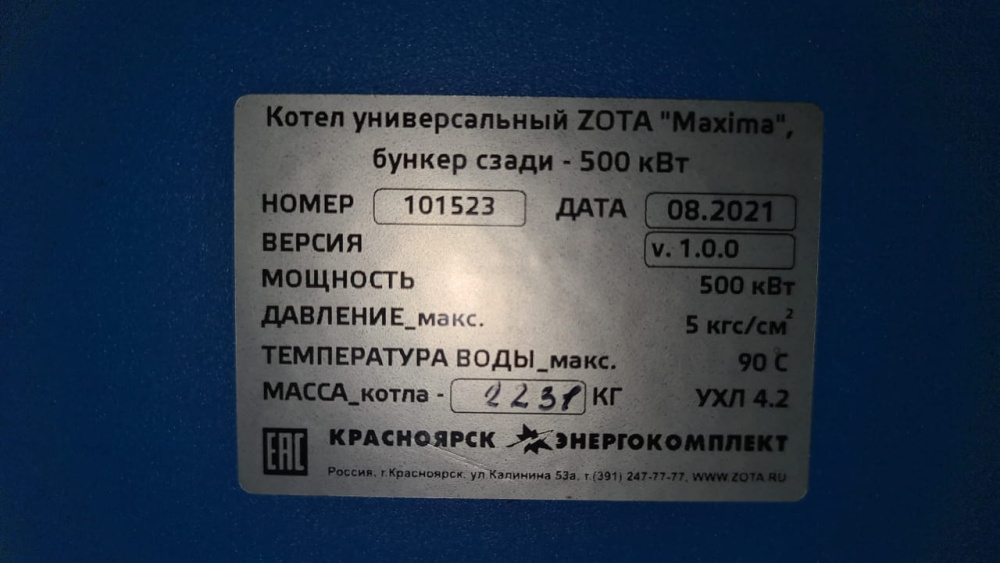 Котел универсальный ZOTA "Maxima",
бункер сзади - 500 кВт
НОМЕР 101523 ДАТА 08.2021
ВЕРСИЯ v. 1.0.0
МОЩНОСТЬ 500 кВт
ДАВЛЕНИЕ_макс. 5 кгс/см²
ТЕМПЕРАТУРА ВОДЫ_макс. 90 °С
МАССА_котла - 2231 КГ УХЛ 4.2
EAC КРАСНОЯРСК ЭНЕРГОКОМПЛЕКТ
Россия, г.Красноярск, ул Калинина 53а, т.(391) 247-77-77, WWW.ZOTA.RU